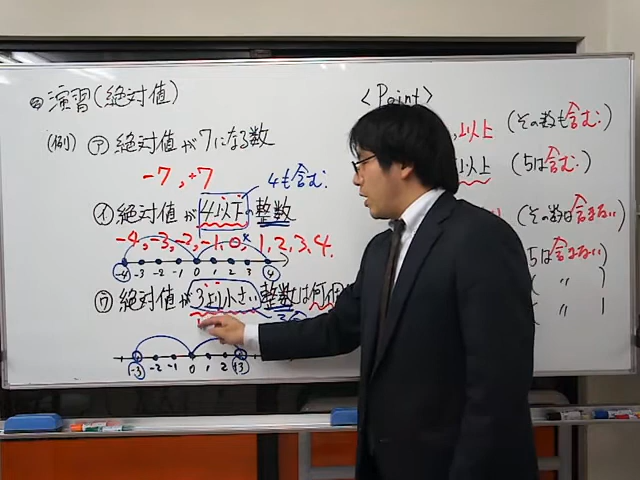 演習(絶対値)
(例) ㋐ 絶対値が7になる数
-7, +7
4も含む.
㋑ 絶対値が4以下の整数
-4, -3, -2, -1, 0, 1, 2, 3, 4.
-4 -3 -2 -1 0 1 2 3 4
㋒ 絶対値が3より小さい整数は何個
-3 -2 -1 0 1 2 3
<Point>
以上 (その数も含む.)
以上 (5は含む.)
(その数は含まない)
5は含まない)
( 〃 )
( 〃 )